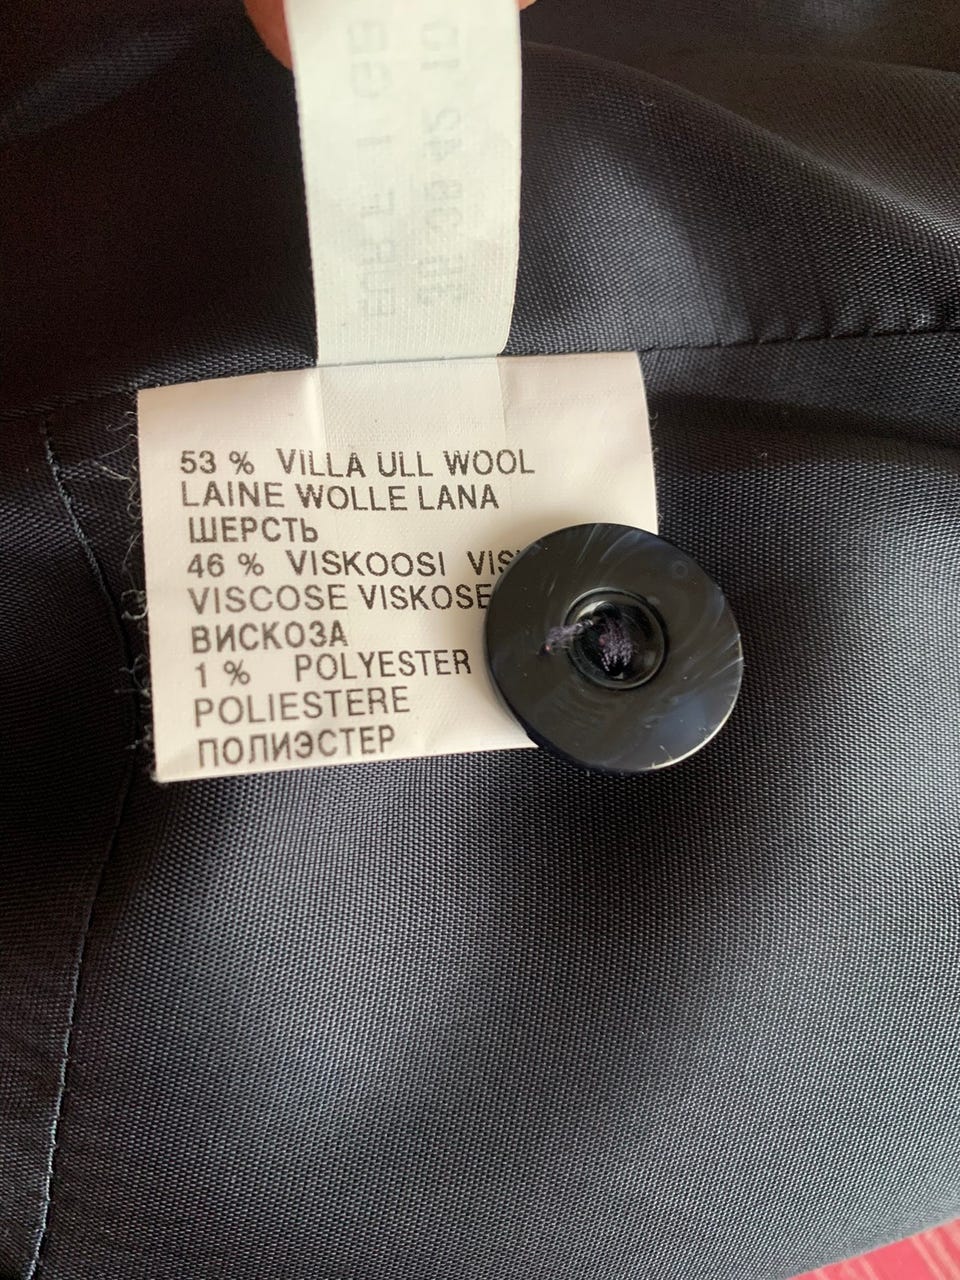 53 % VILLA ULL WOOL
LAINE WOLLE LANA
ШЕРСТЬ
46 % VISKOOSI
VISCOSE VISKOSE
ВИСКОЗА
1 % POLYESTER
POLIESTERE
ПОЛИЭСТЕР